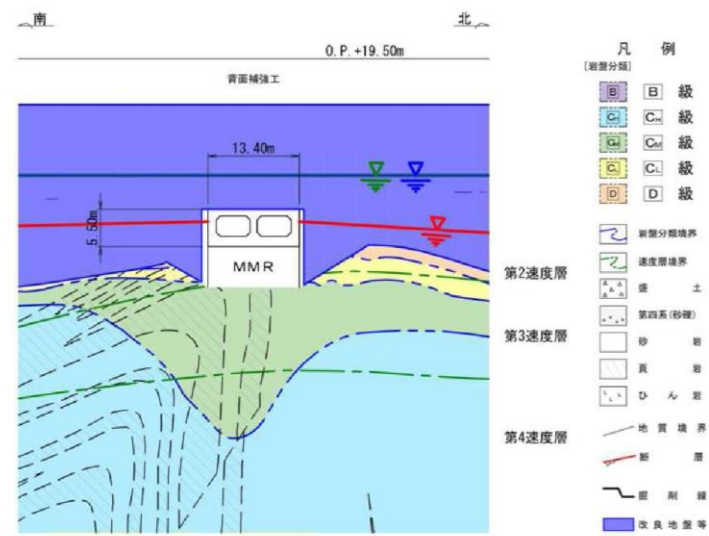 南
北
O.P.+19.50m
背面補強工
13.40m
5.50m
MMR
第2速度層
第3速度層
第4速度層
凡 例
[岩盤分類]
B B 級
CH CH 級
CM CM 級
CL CL 級
D D 級
岩盤分類境界
速度層境界
盛 土
第四系(砂礫)
砂 岩
頁 岩
ひ ん 岩
地 質 境 界
断 層
掘 削 線
改 良 地 盤 等